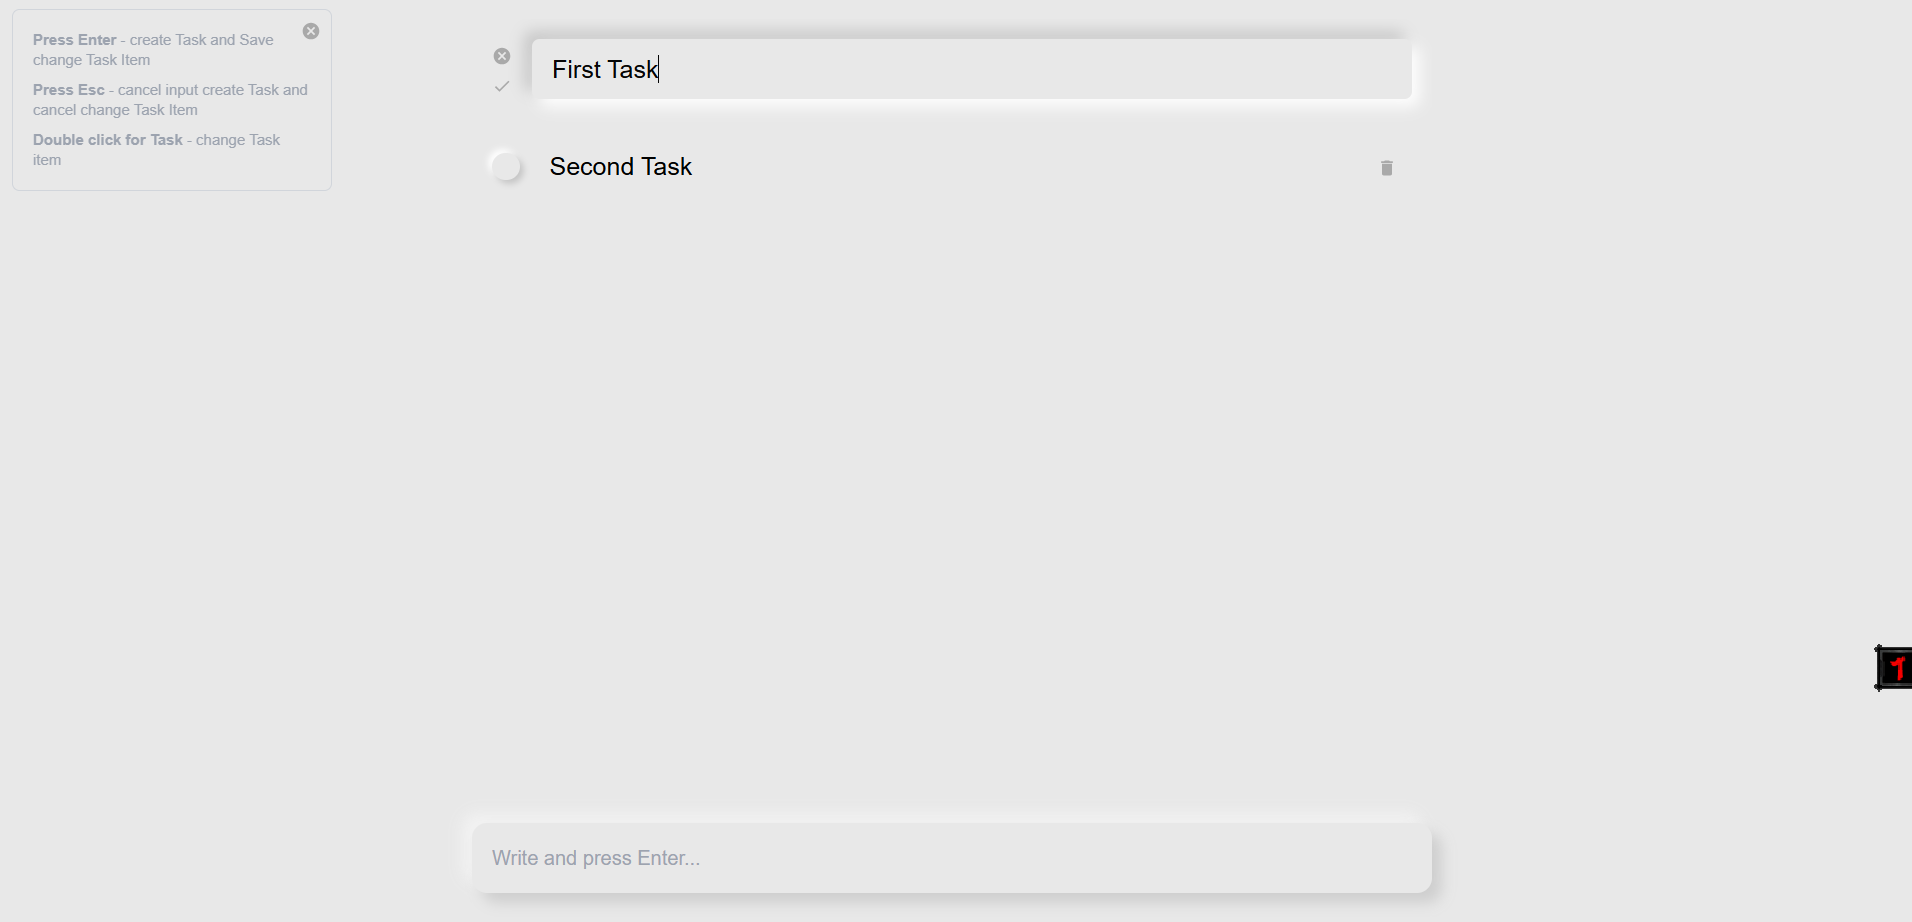 Press Enter - create Task and Save
change Task Item
Press Esc - cancel input create Task and
cancel change Task Item
Double click for Task - change Task
item
First Task
Second Task
1
Write and press Enter...